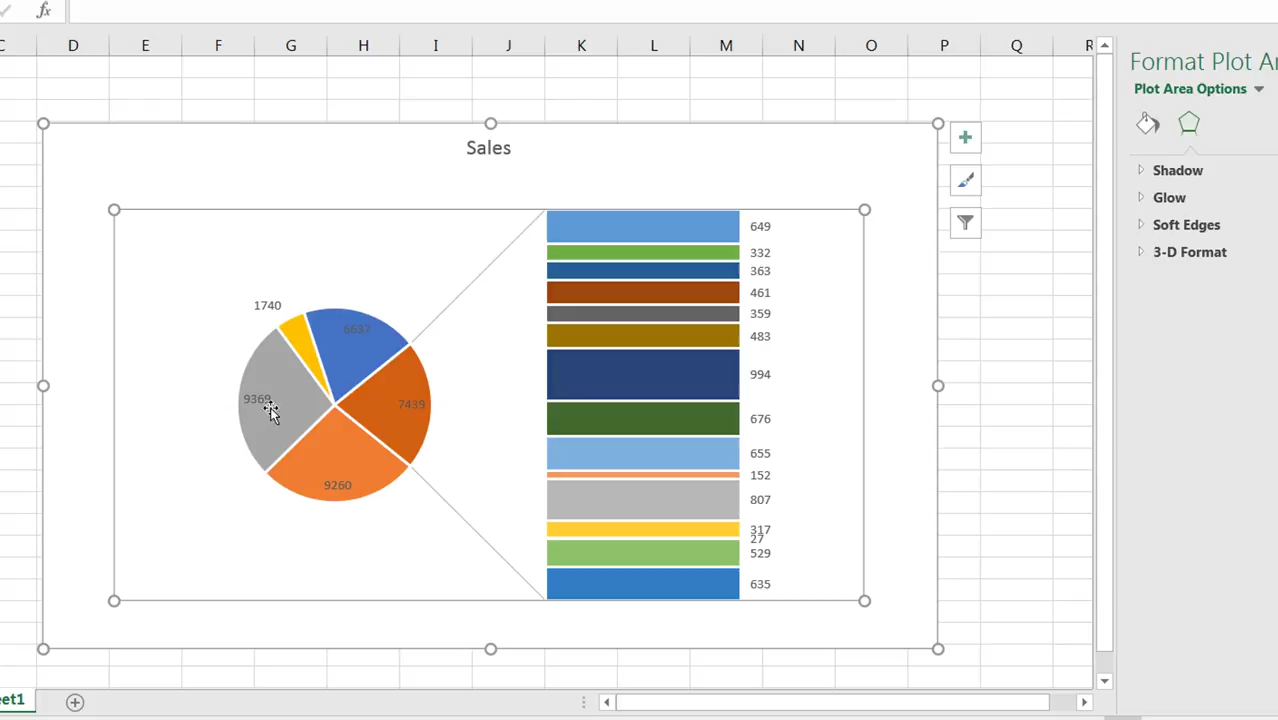 fx
C D E F G H I J K L M N O P Q R
Format Plot Ar
Plot Area Options
Shadow
Glow
Soft Edges
3-D Format
Sales
1740
6637
9369
7439
9260
649
332
363
461
359
483
994
676
655
152
807
317
27
529
635
eet1